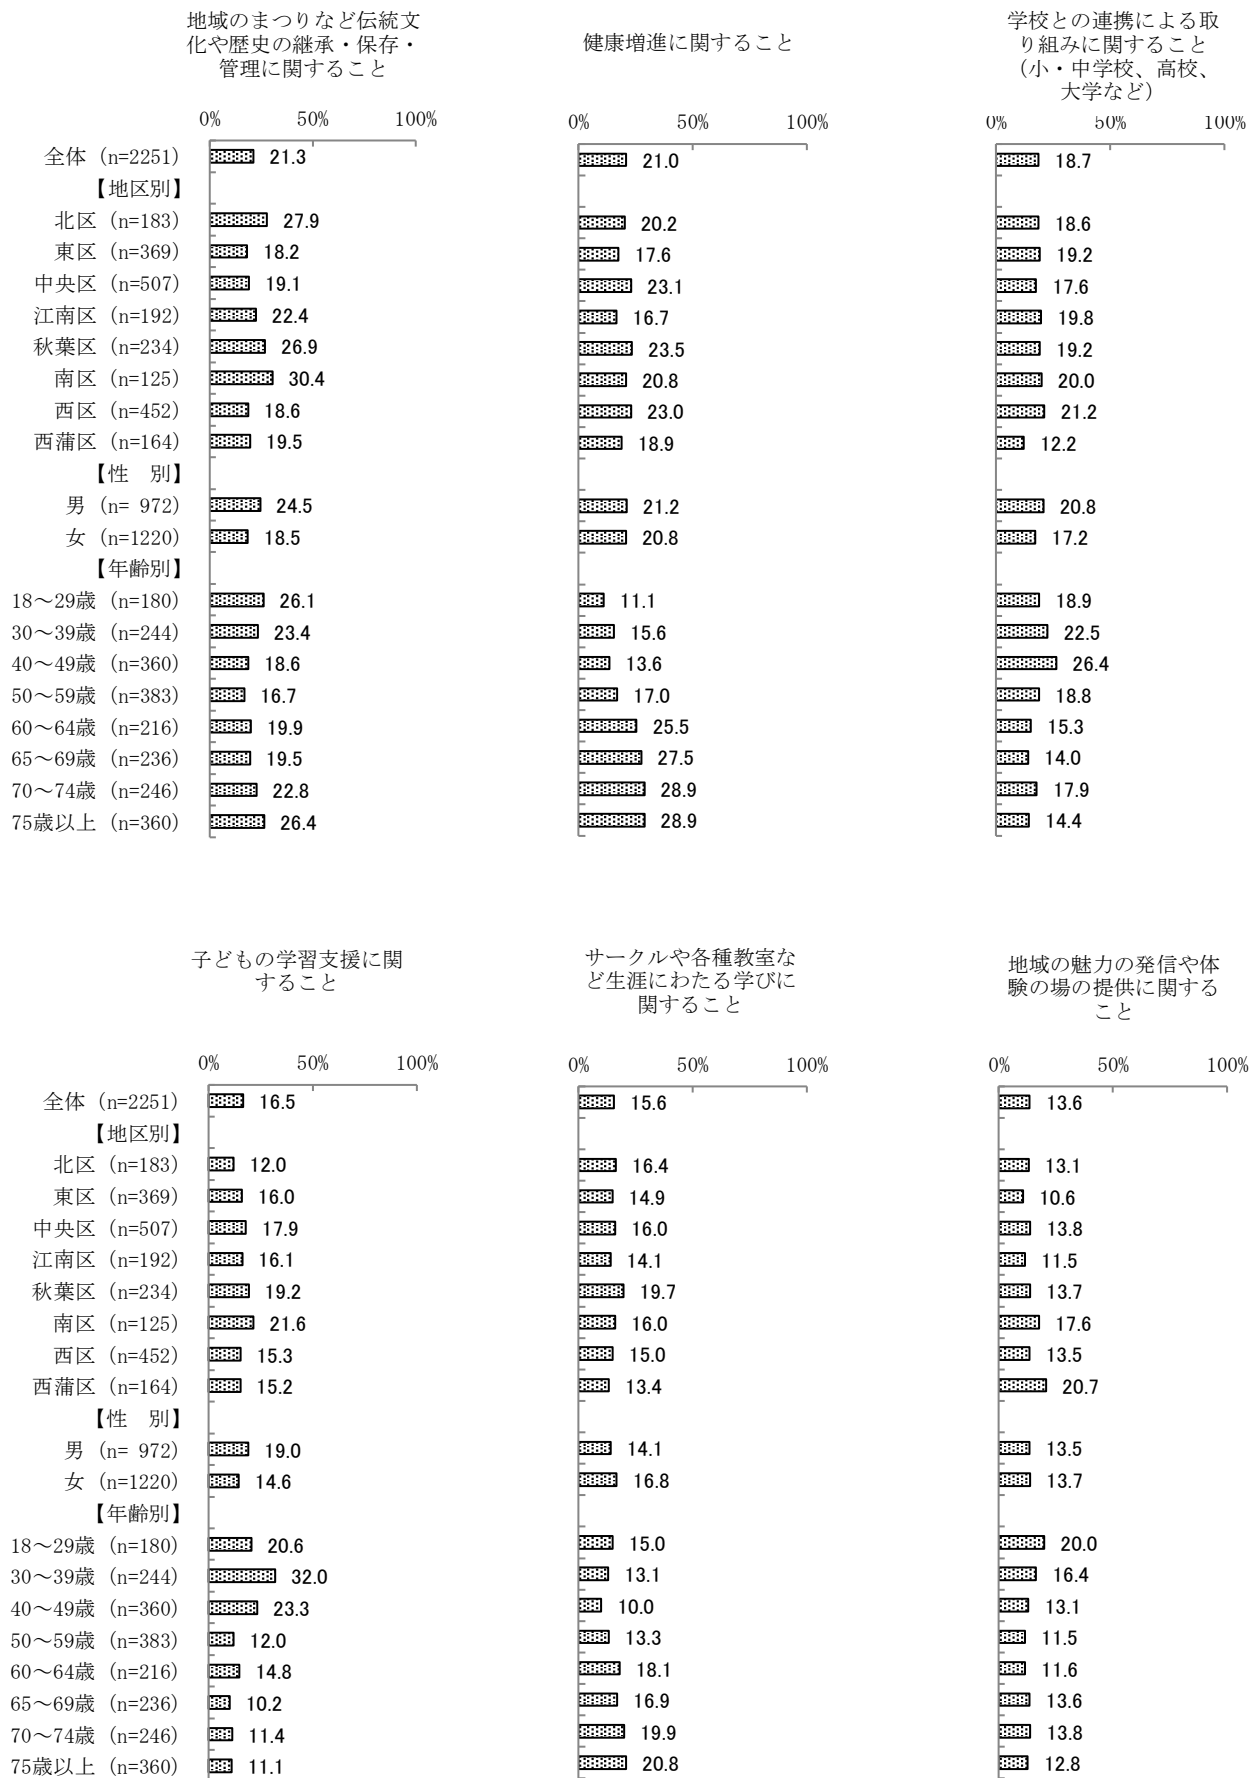 地域のまつりなど伝統文
化や歴史の継承・保存・
管理に関すること
0% 50% 100%
全体 (n=2251) 21.3
【地区別】
北区 (n=183) 27.9
東区 (n=369) 18.2
中央区 (n=507) 19.1
江南区 (n=192) 22.4
秋葉区 (n=234) 26.9
南区 (n=125) 30.4
西区 (n=452) 18.6
西蒲区 (n=164) 19.5
【性　別】
男 (n= 972) 24.5
女 (n=1220) 18.5
【年齢別】
18～29歳 (n=180) 26.1
30～39歳 (n=244) 23.4
40～49歳 (n=360) 18.6
50～59歳 (n=383) 16.7
60～64歳 (n=216) 19.9
65～69歳 (n=236) 19.5
70～74歳 (n=246) 22.8
75歳以上 (n=360) 26.4
健康増進に関すること
0% 50% 100%
21.0
20.2
17.6
23.1
16.7
23.5
20.8
23.0
18.9
21.2
20.8
11.1
15.6
13.6
17.0
25.5
27.5
28.9
28.9
学校との連携による取
り組みに関すること
（小・中学校、高校、
大学など）
0% 50% 100%
18.7
18.6
19.2
17.6
19.8
19.2
20.0
21.2
12.2
20.8
17.2
18.9
22.5
26.4
18.8
15.3
14.0
17.9
14.4
子どもの学習支援に関
すること
0% 50% 100%
全体 (n=2251) 16.5
【地区別】
北区 (n=183) 12.0
東区 (n=369) 16.0
中央区 (n=507) 17.9
江南区 (n=192) 16.1
秋葉区 (n=234) 19.2
南区 (n=125) 21.6
西区 (n=452) 15.3
西蒲区 (n=164) 15.2
【性　別】
男 (n= 972) 19.0
女 (n=1220) 14.6
【年齢別】
18～29歳 (n=180) 20.6
30～39歳 (n=244) 32.0
40～49歳 (n=360) 23.3
50～59歳 (n=383) 12.0
60～64歳 (n=216) 14.8
65～69歳 (n=236) 10.2
70～74歳 (n=246) 11.4
75歳以上 (n=360) 11.1
サークルや各種教室な
ど生涯にわたる学びに
関すること
0% 50% 100%
15.6
16.4
14.9
16.0
14.1
19.7
16.0
15.0
13.4
14.1
16.8
15.0
13.1
10.0
13.3
18.1
16.9
19.9
20.8
地域の魅力の発信や体
験の場の提供に関する
こと
0% 50% 100%
13.6
13.1
10.6
13.8
11.5
13.7
17.6
13.5
20.7
13.5
13.7
20.0
16.4
13.1
11.5
11.6
13.6
13.8
12.8